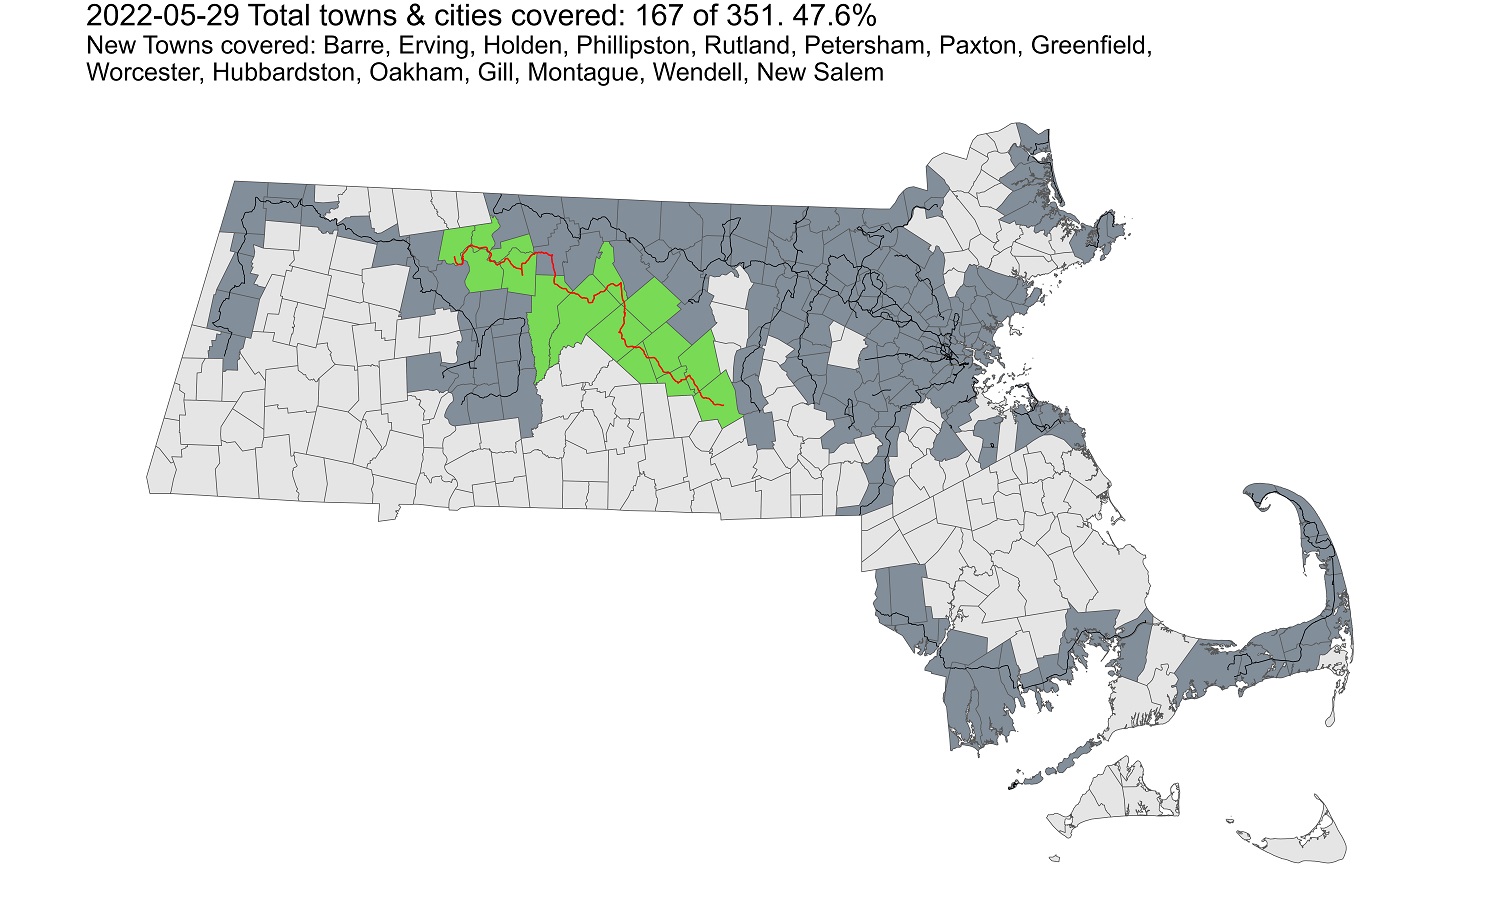 2022-05-29 Total towns & cities covered: 167 of 351. 47.6%
New Towns covered: Barre, Erving, Holden, Phillipston, Rutland, Petersham, Paxton, Greenfield,
Worcester, Hubbardston, Oakham, Gill, Montague, Wendell, New Salem